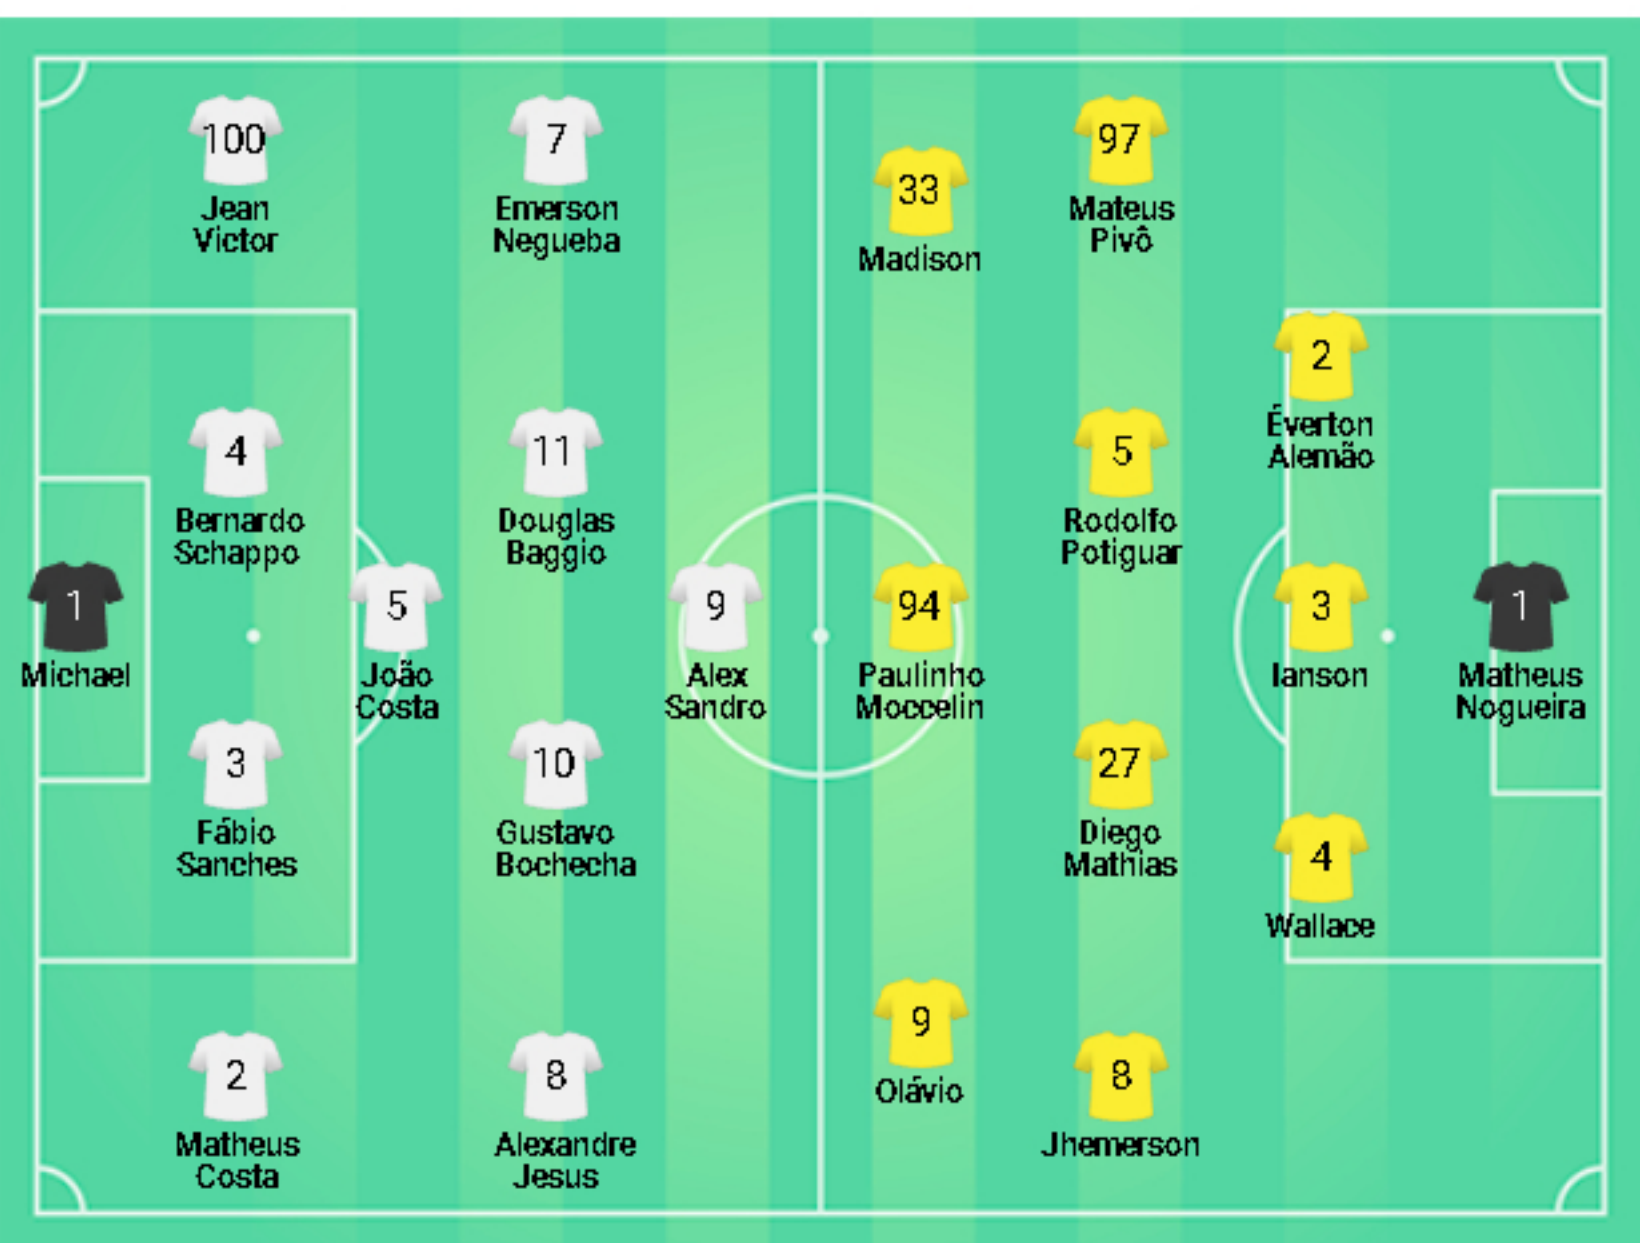 100
Jean
Victor
7
Emerson
Negueba
33
Madison
97
Mateus
Pivô
4
Bernardo
Schappo
11
Douglas
Baggio
5
Rodolfo
Potiguar
2
Éverton
Alemão
1
Michael
5
João
Costa
9
Alex
Sandro
94
Paulinho
Moccelin
3
Ianson
1
Matheus
Nogueira
3
Fábio
Sanches
10
Gustavo
Bochecha
27
Diego
Mathias
4
Wallace
2
Matheus
Costa
8
Alexandre
Jesus
9
Olávio
8
Jhemerson